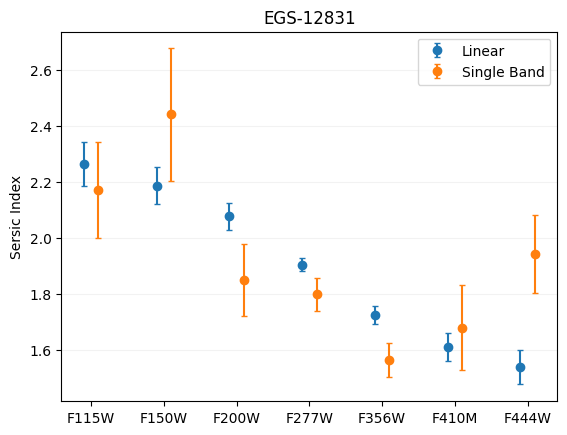 EGS-12831
Linear
Single Band
Sersic Index
2.6
2.4
2.2
2.0
1.8
1.6
F115W F150W F200W F277W F356W F410M F444W